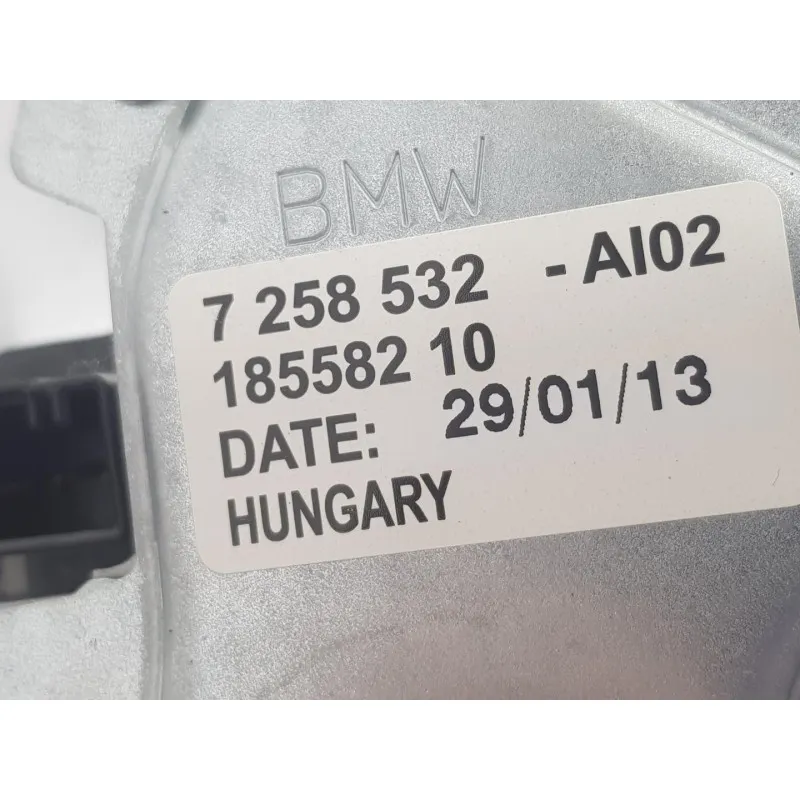 BMW
7 258 532 - AI02
185582 10
DATE: 29/01/13
HUNGARY